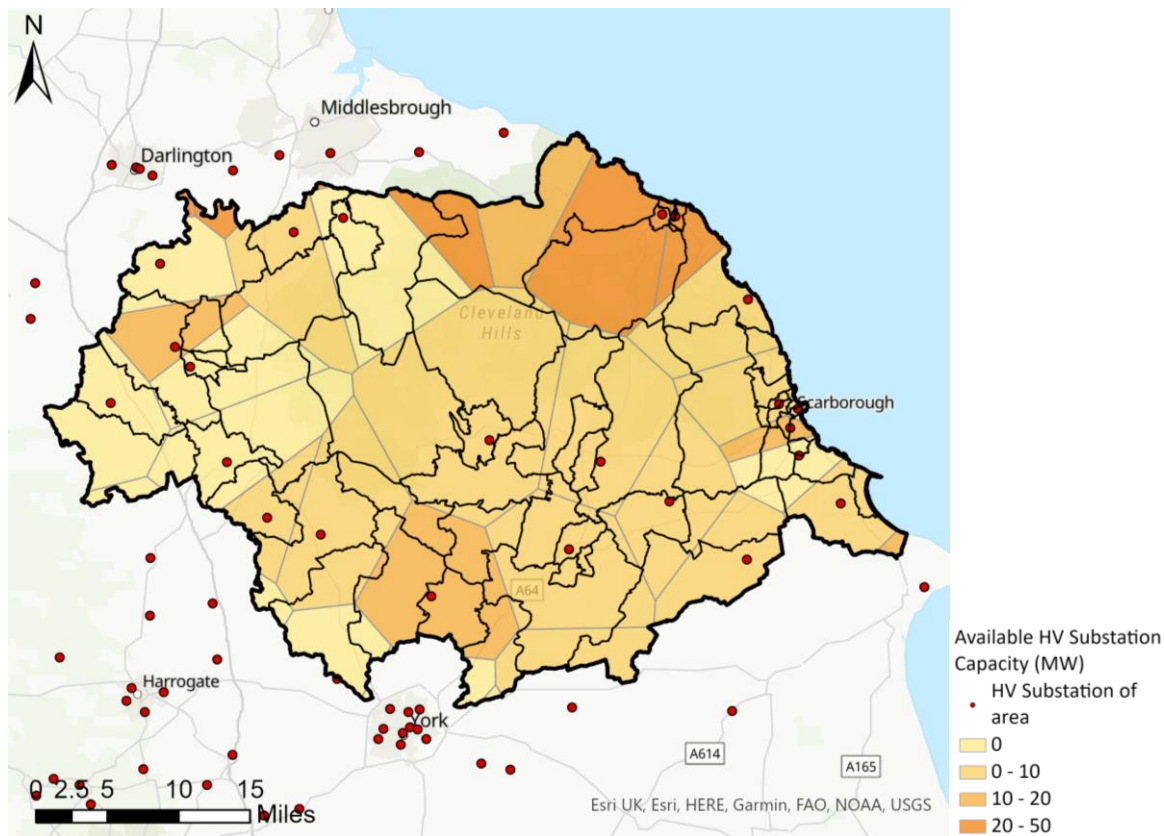 N
Middlesbrough
Darlington
Cleveland
Hills
Scarborough
A64
Harrogate
York
A614
A165
0 2.5 5 10 15
Miles
Esri UK, Esri, HERE, Garmin, FAO, NOAA, USGS
Available HV Substation
Capacity (MW)
HV Substation of
area
0
0 - 10
10 - 20
20 - 50